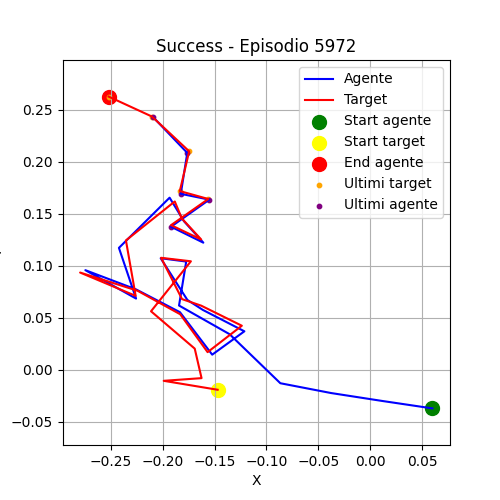 Success - Episodio 5972
Agente
Target
Start agente
Start target
End agente
Ultimi target
Ultimi agente
0.25
0.20
0.15
0.10
0.05
0.00
−0.05
−0.25 −0.20 −0.15 −0.10 −0.05 0.00 0.05
X